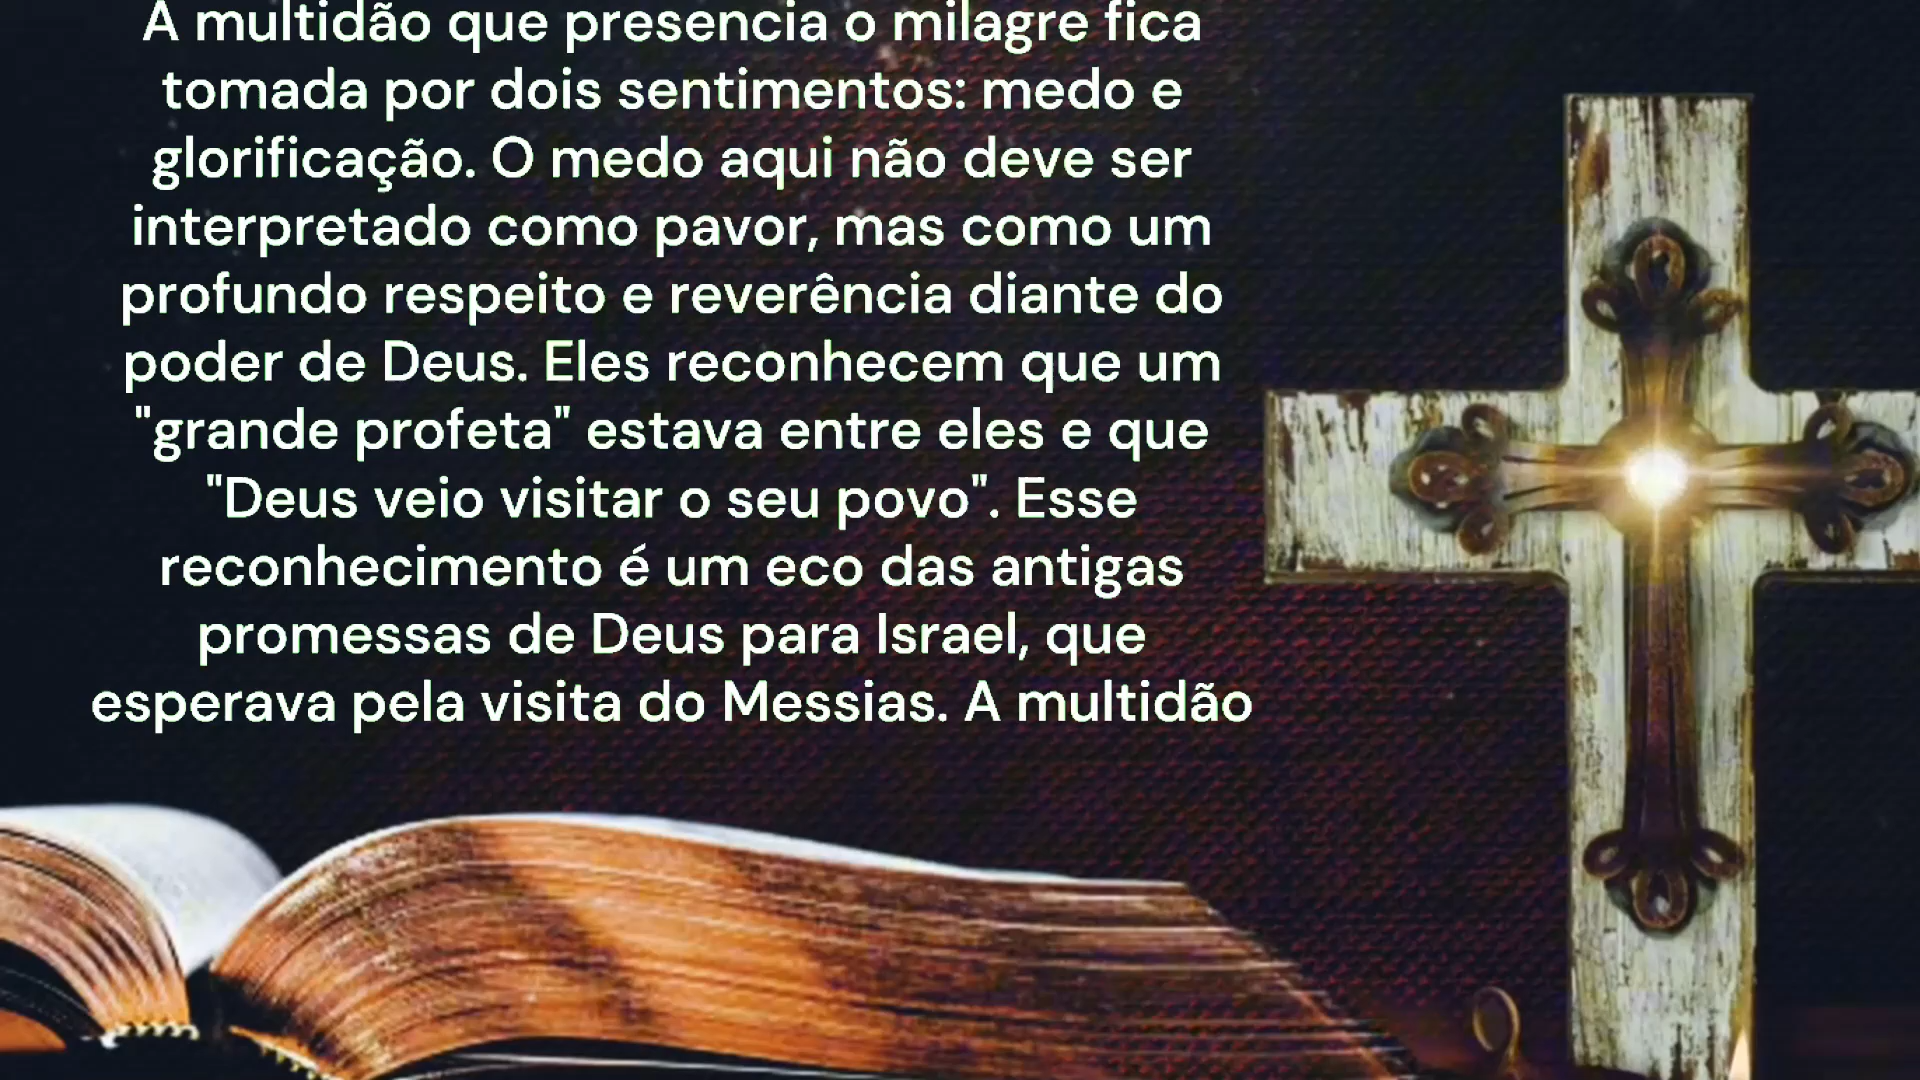 A multidão que presencia o milagre fica
tomada por dois sentimentos: medo e
glorificação. O medo aqui não deve ser
interpretado como pavor, mas como um
profundo respeito e reverência diante do
poder de Deus. Eles reconhecem que um
"grande profeta" estava entre eles e que
"Deus veio visitar o seu povo". Esse
reconhecimento é um eco das antigas
promessas de Deus para Israel, que
esperava pela visita do Messias. A multidão